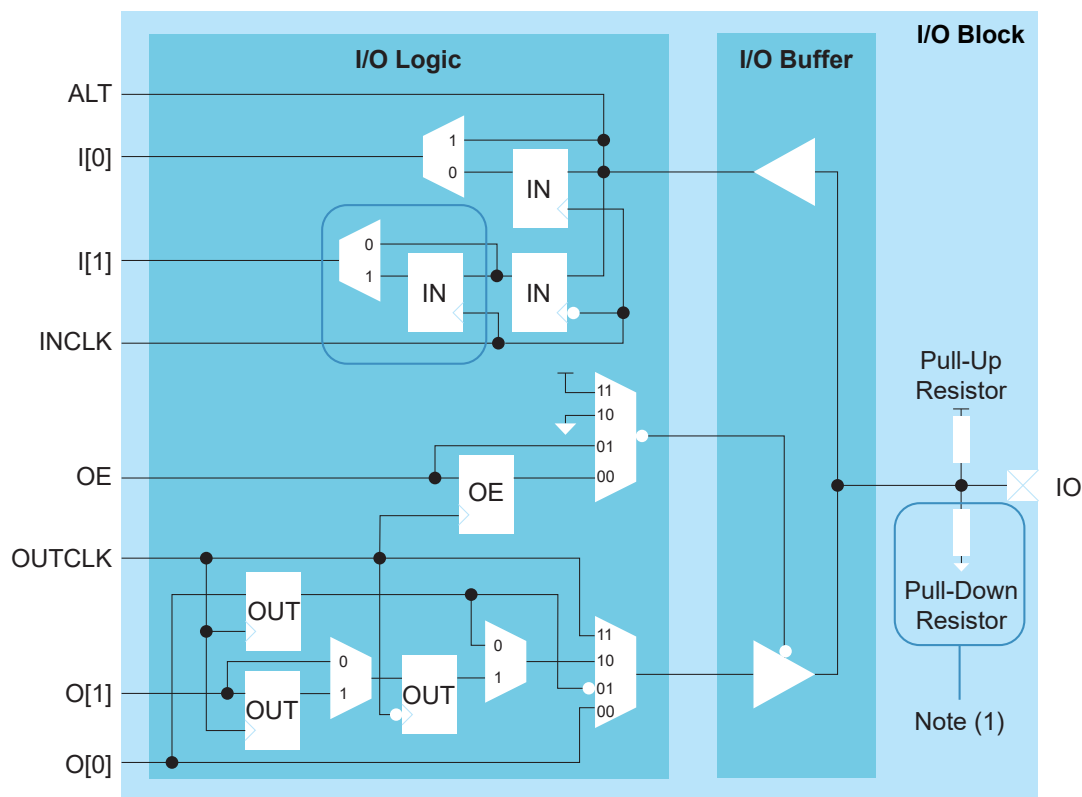 I/O Block
I/O Logic
I/O Buffer
ALT
1
I[0]
0
IN
0
I[1]
1
IN
IN
INCLK
Pull-Up
Resistor
11
10
01
OE
00
OE
IO
OUTCLK
Pull-Down
Resistor
OUT
0
11
10
0
1
01
O[1]
1
OUT
OUT
00
Note (1)
O[0]